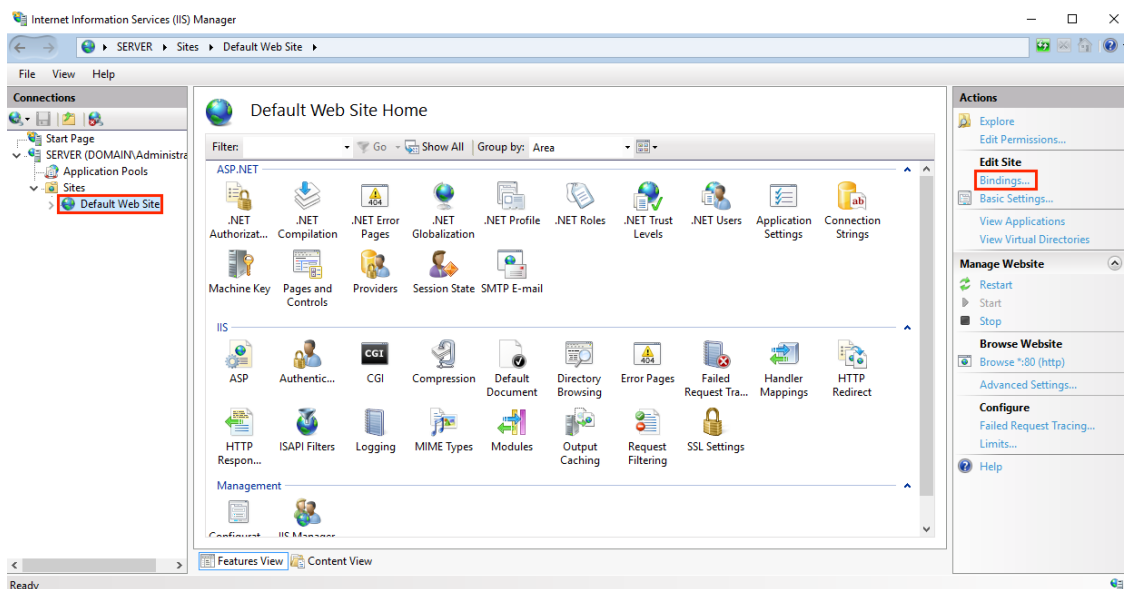 Internet Information Services (IIS) Manager
SERVER
Sites
Default Web Site
File View Help
Connections
Start Page
SERVER (DOMAIN\Administra
Application Pools
Sites
Default Web Site
Default Web Site Home
Filter: Go Show All Group by: Area
ASP.NET
.NET Authorizat...
.NET Compilation
.NET Error Pages
.NET Globalization
.NET Profile
.NET Roles
.NET Trust Levels
.NET Users
Application Settings
Connection Strings
Machine Key
Pages and Controls
Providers
Session State
SMTP E-mail
IIS
ASP
Authentic...
CGI
CGI
Compression
Default Document
Directory Browsing
404
Error Pages
Failed Request Tra...
Handler Mappings
HTTP Redirect
HTTP Respon...
ISAPI Filters
Logging
MIME Types
Modules
Output Caching
Request Filtering
SSL Settings
Management
Configurat
IIS Manager
Features View
Content View
Actions
Explore
Edit Permissions...
Edit Site
Bindings...
Basic Settings...
View Applications
View Virtual Directories
Manage Website
Restart
Start
Stop
Browse Website
Browse *:80 (http)
Advanced Settings...
Configure
Failed Request Tracing...
Limits...
Help
Ready